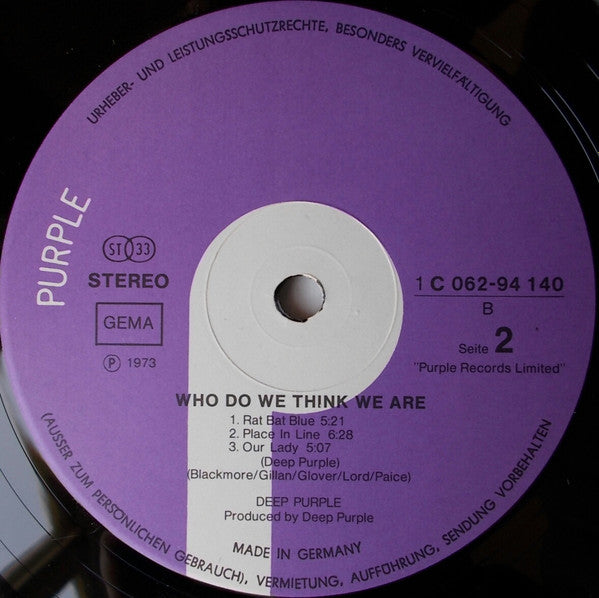 URHEBER- UND LEISTUNGSSCHUTZRECHTE, BESONDERS VERVIELFÄLTIGUNG
PURPLE
ST 33
STEREO
GEMA
Ⓟ 1973
1 C 062-94 140
B
Seite 2
"Purple Records Limited"
WHO DO WE THINK WE ARE
1. Rat Bat Blue 5:21
2. Place In Line 6:28
3. Our Lady 5:07
(Deep Purple)
(Blackmore/Gillan/Glover/Lord/Paice)
DEEP PURPLE
Produced by Deep Purple
MADE IN GERMANY
(AUSSER ZUM PERSÖNLICHEN GEBRAUCH), VERMIETUNG, AUFFÜHRUNG, SENDUNG VORBEHALTEN